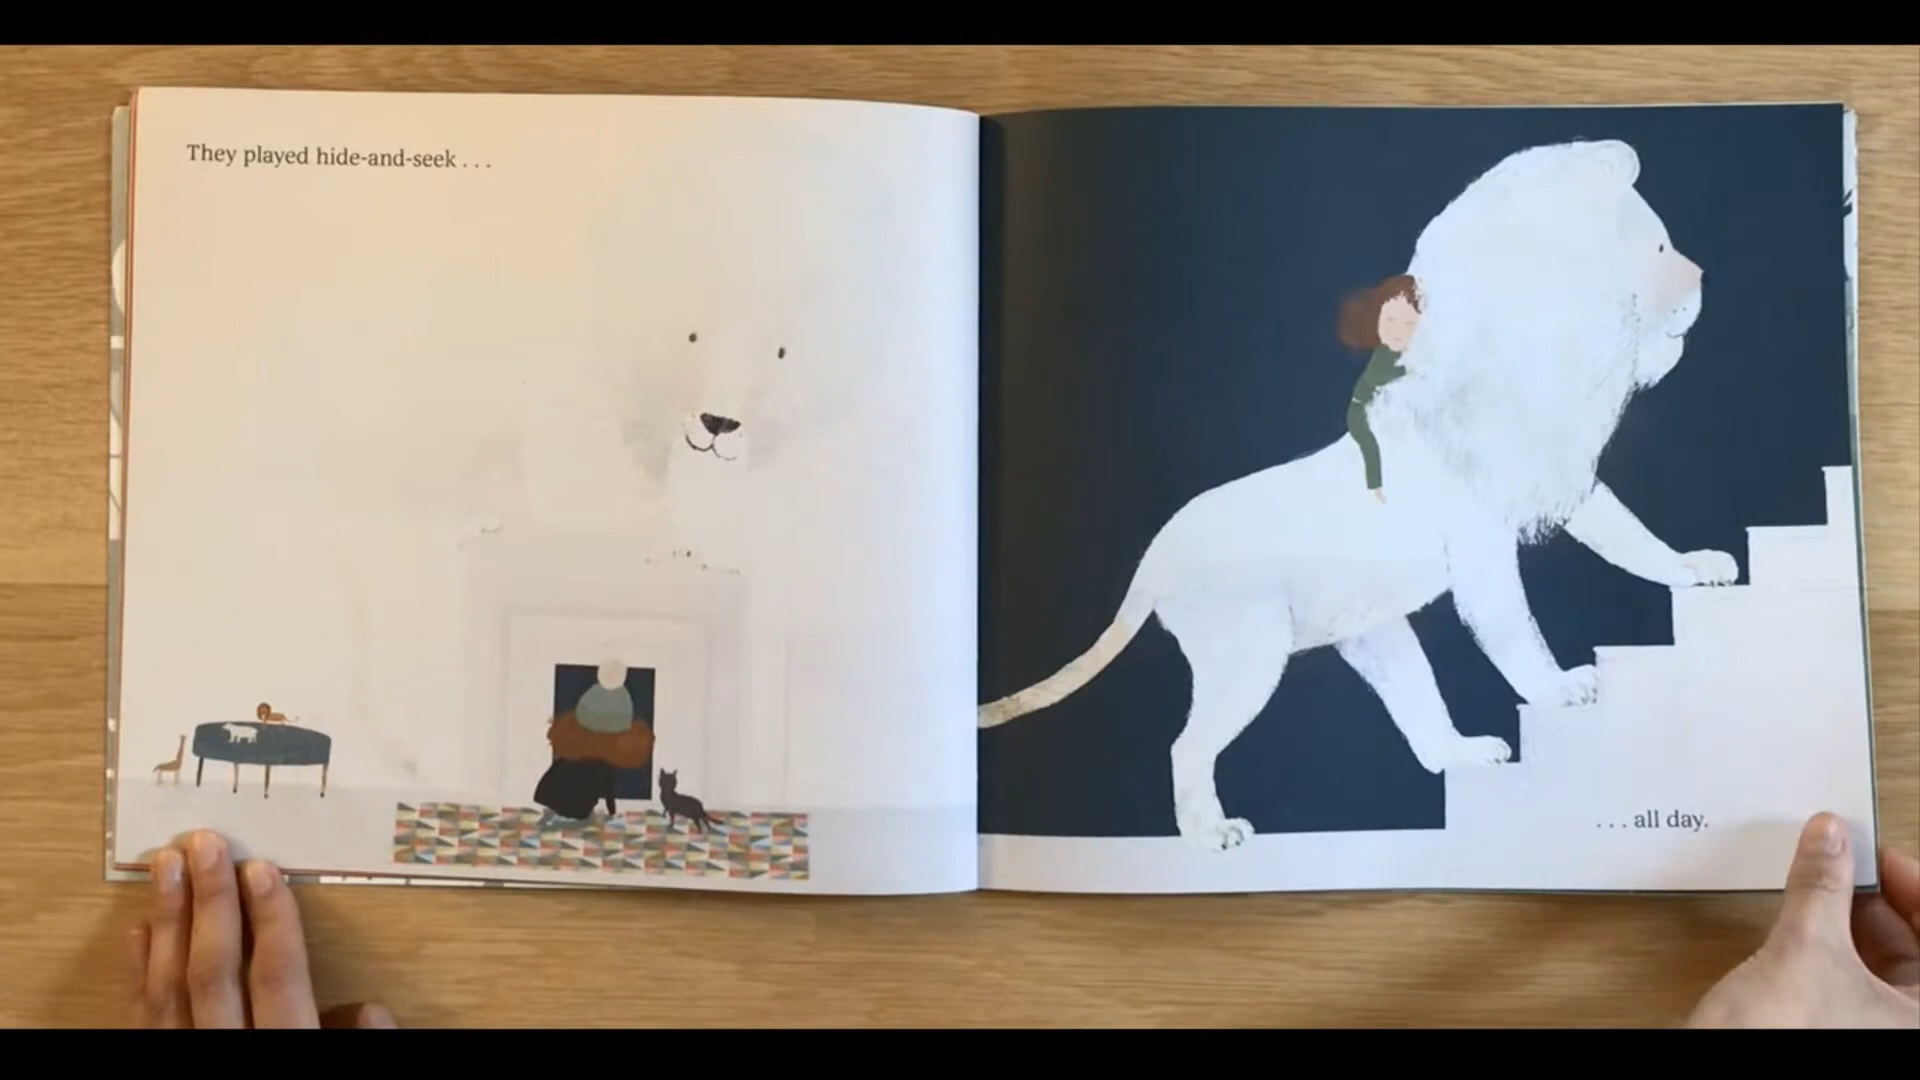 They played hide-and-seek . . .
. . . all day.